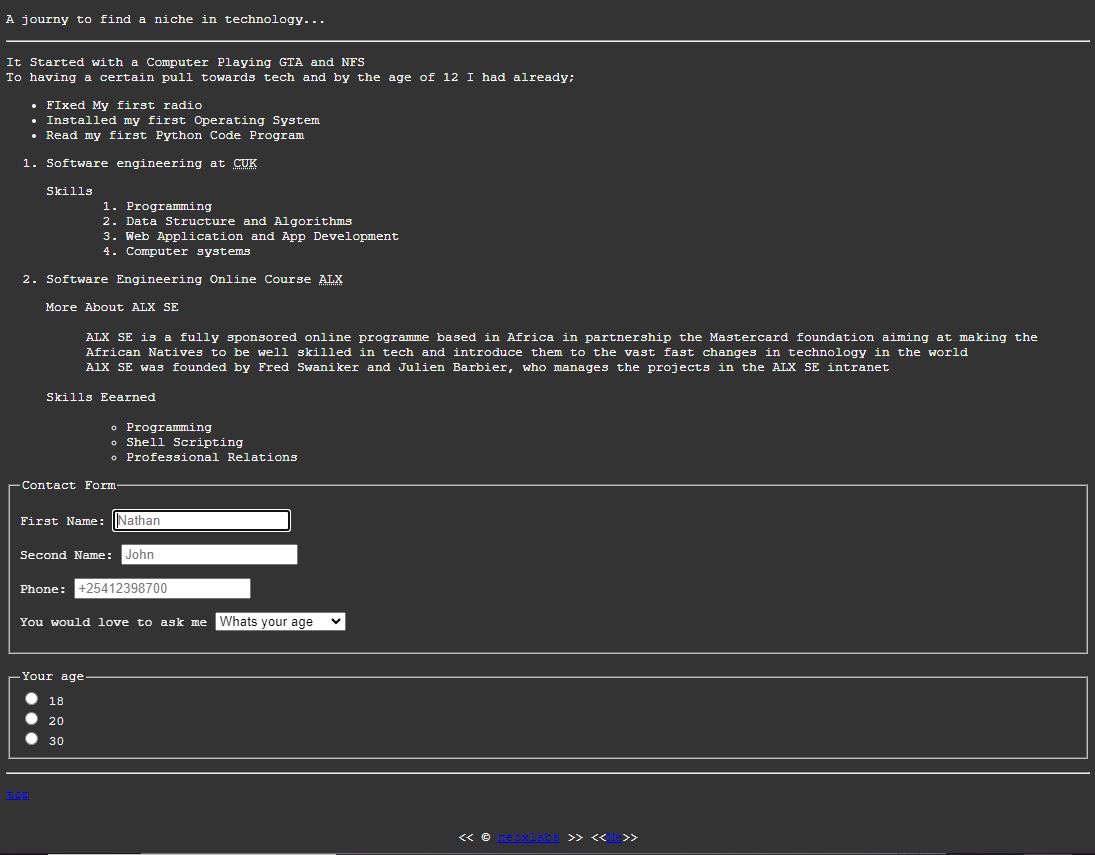 A journy to find a niche in technology...
It Started with a Computer Playing GTA and NFS
To having a certain pull towards tech and by the age of 12 I had already;
• FIxed My first radio
• Installed my first Operating System
• Read my first Python Code Program
1. Software engineering at CUK
Skills
1. Programming
2. Data Structure and Algorithms
3. Web Application and App Development
4. Computer systems
2. Software Engineering Online Course ALX
More About ALX SE
ALX SE is a fully sponsored online programme based in Africa in partnership the Mastercard foundation aiming at making the
African Natives to be well skilled in tech and introduce them to the vast fast changes in technology in the world
AlX SE was founded by Fred Swaniker and Julien Barbier, who manages the projects in the ALX SE intranet
Skills Eearned
◦ Programming
◦ Shell Scripting
◦ Professional Relations
Contact Form
First Name: Nathan
Second Name: John
Phone: +25412398700
You would love to ask me Whats your age
Your age
18
20
30
top
<< © neoxlabs >> <<Me>>